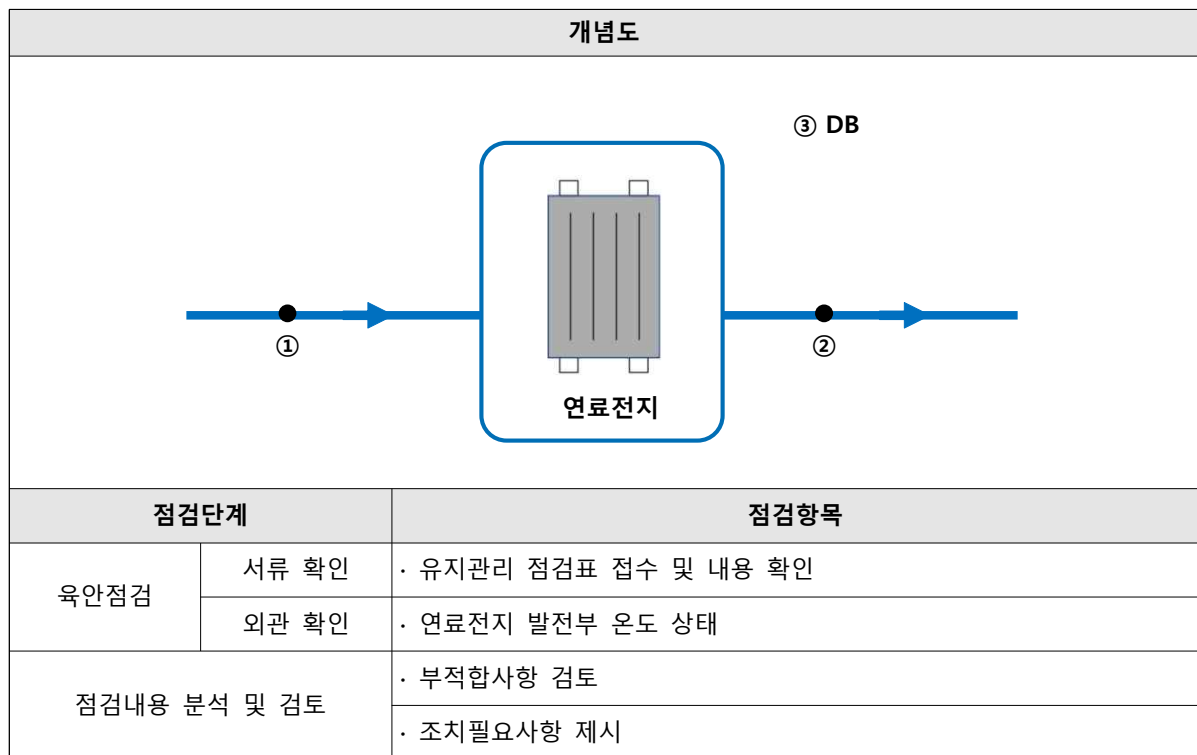 개념도
③ DB
①
②
연료전지
점검단계
점검항목
육안점검
서류 확인
· 유지관리 점검표 접수 및 내용 확인
외관 확인
· 연료전지 발전부 온도 상태
점검내용 분석 및 검토
· 부적합사항 검토
· 조치필요사항 제시